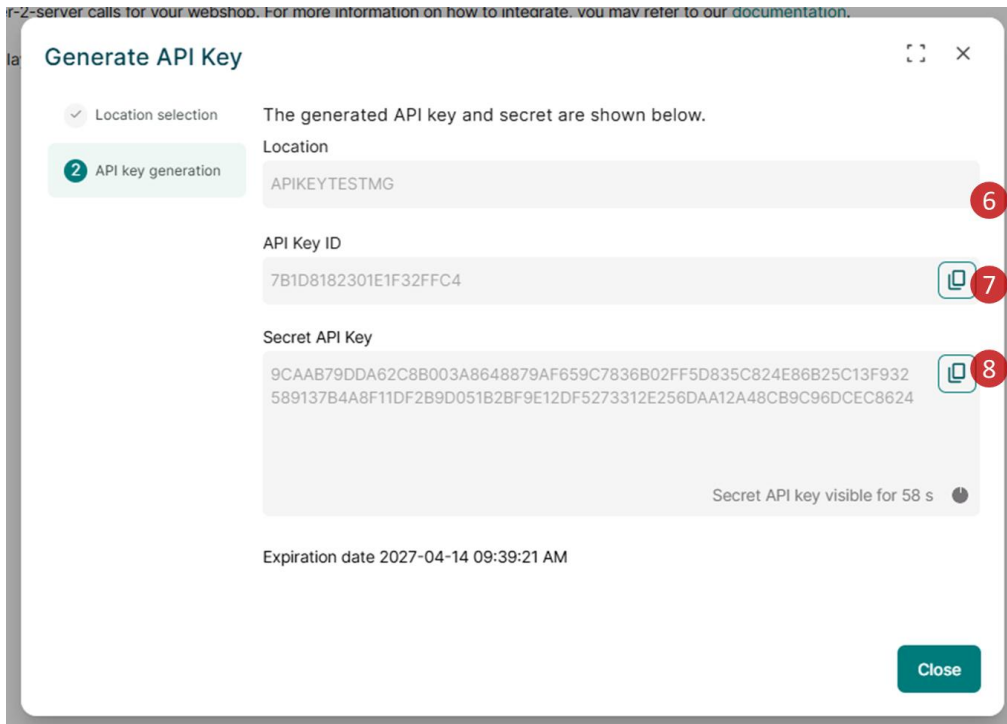 r-2-server calls for your webshop. For more information on how to integrate, you may refer to our documentation.
Generate API Key
Location selection
The generated API key and secret are shown below.
Location
2 API key generation
APIKEYTESTMG
6
API Key ID
7B1D8182301E1F32FFC4
7
Secret API Key
9CAAB79DDA62C8B003A8648879AF659C7836B02FF5D835C824E86B25C13F932
8
589137B4A8F11DF2B9D051B2BF9E12DF5273312E256DAA12A48CB9C96DCEC8624
Secret API key visible for 58 s
Expiration date 2027-04-14 09:39:21 AM
Close